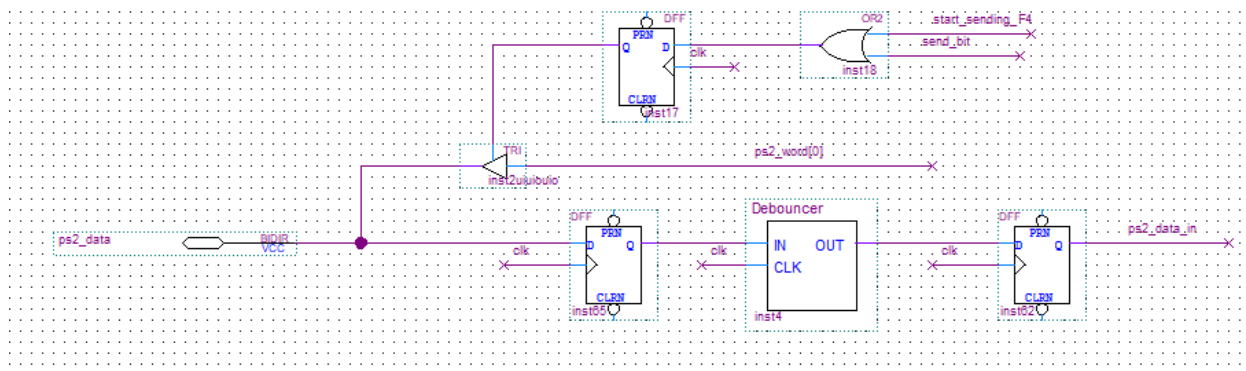 DFF
OR2
.start_sending_F4
PRN
Q
D
clk
.send_bit
inst18
CLRN
inst17
TRI
ps2_word[0]
inst2uiuiouio
DFF
Debouncer
DFF
ps2_data
BIDIR
VCC
PRN
D
Q
clk
clk
IN
OUT
CLK
clk
PRN
D
Q
ps2_data_in
CLRN
inst65
inst4
CLRN
inst62